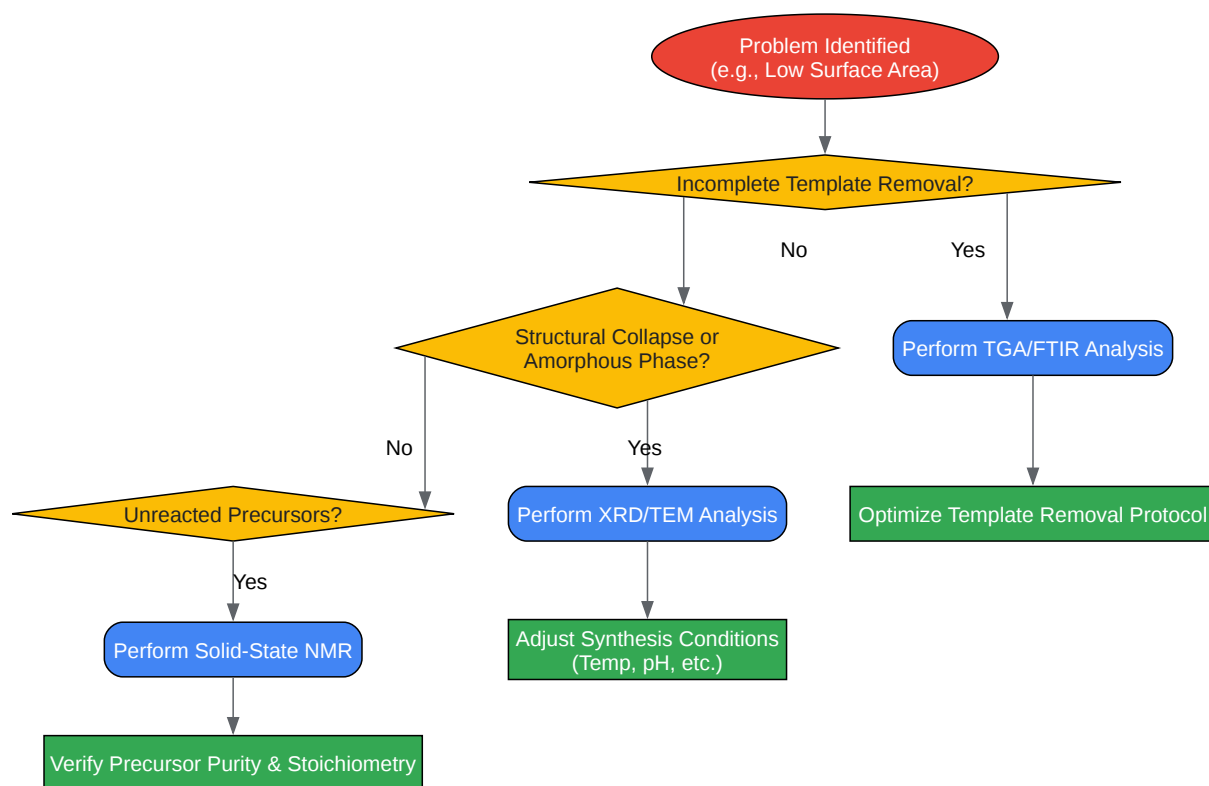 Problem Identified
(e.g., Low Surface Area)
Incomplete Template Removal?
No
Yes
Structural Collapse or
Amorphous Phase?
Perform TGA/FTIR Analysis
No
Yes
Unreacted Precursors?
Perform XRD/TEM Analysis
Optimize Template Removal Protocol
Yes
Perform Solid-State NMR
Adjust Synthesis Conditions
(Temp, pH, etc.)
Verify Precursor Purity & Stoichiometry